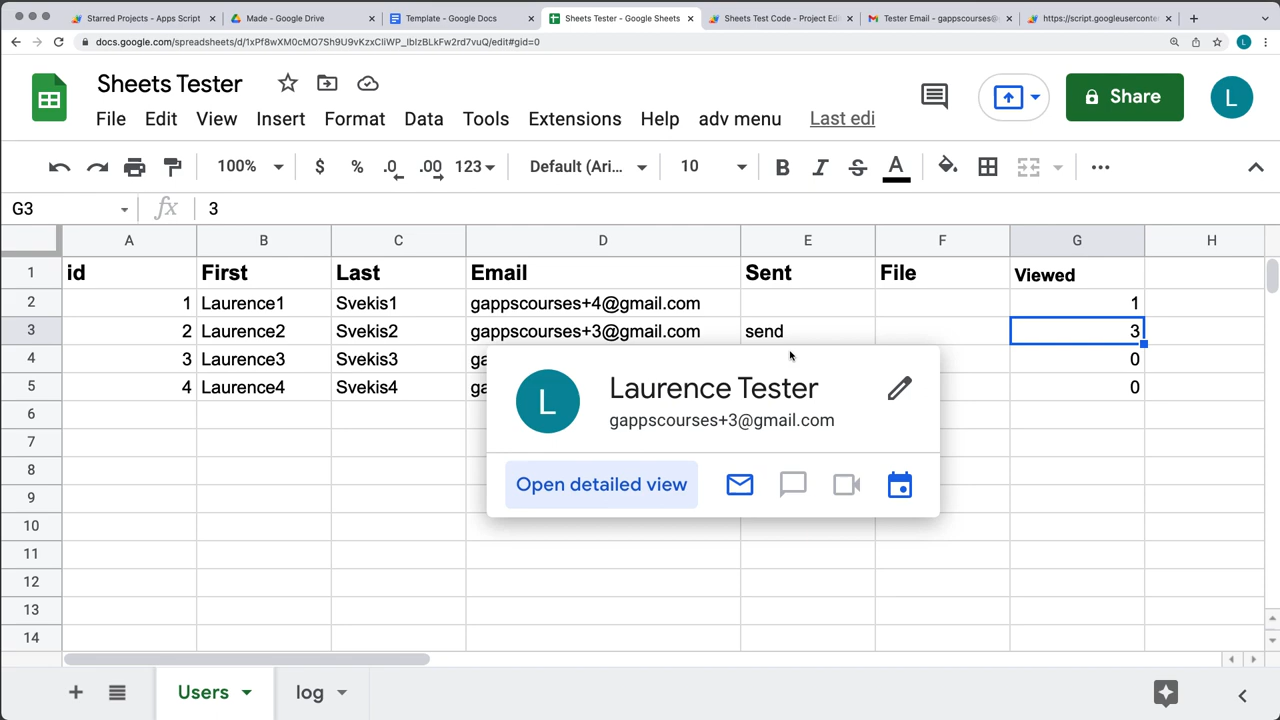 Starred Projects - Apps Script
Made - Google Drive
Template - Google Docs
Sheets Tester - Google Sheets
Sheets Test Code - Project Edi
Tester Email - gappscourses@
https://script.googleuserconten
docs.google.com/spreadsheets/d/1xPf8wXM0cMO7Sh9U9vKzxCliWP_IbIzBLkFw2rd7vuQ/edit#gid=0
L
Sheets Tester
Share
L
File Edit View Insert Format Data Tools Extensions Help adv menu Last edi
100% $ % .0 .00 123 Default (Ari... 10 B I S A
G3 fx 3
A B C D E F G H
1 id First Last Email Sent File Viewed
2 1 Laurence1 Svekis1 gappscourses+4@gmail.com 1
3 2 Laurence2 Svekis2 gappscourses+3@gmail.com send 3
4 3 Laurence3 Svekis3 ga 0
5 4 Laurence4 Svekis4 ga 0
L
Laurence Tester
gappscourses+3@gmail.com
Open detailed view
6
7
8
9
10
11
12
13
14
Users log